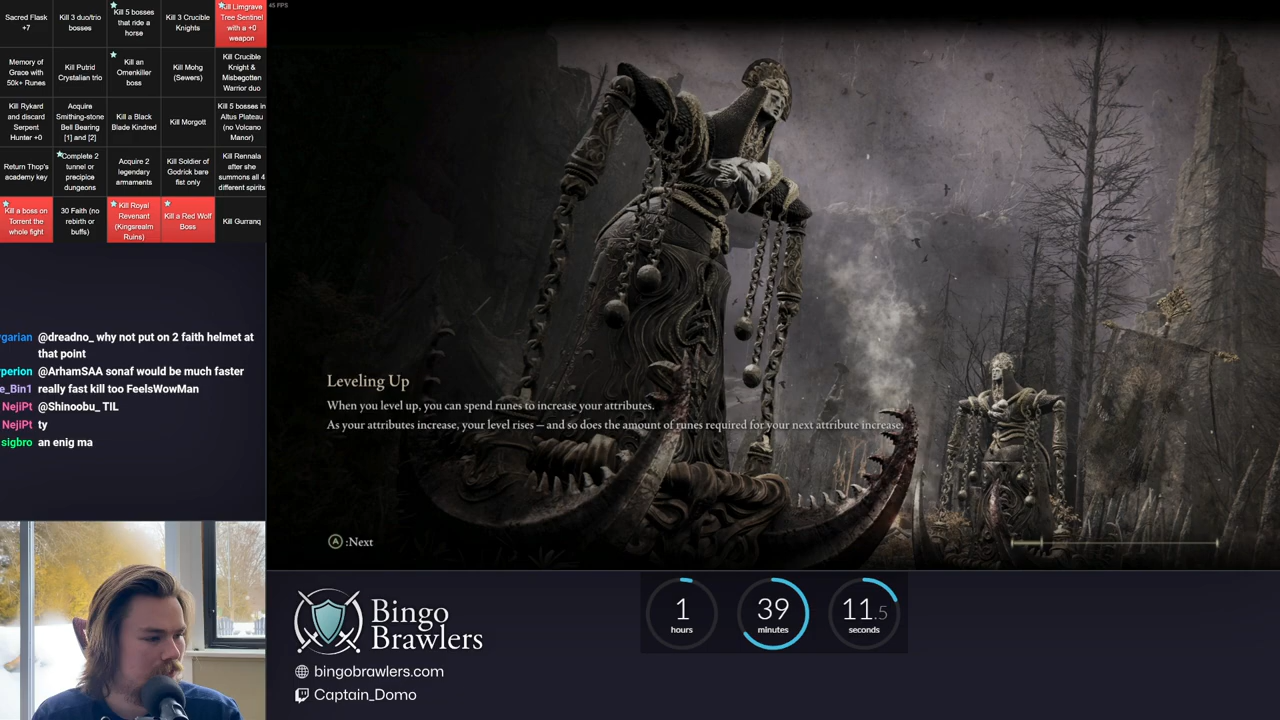 45 FPS
Sacred Flask
+7
Kill 3 duo/trio
bosses
Kill 5 bosses
that ride a
horse
Kill 3 Crucible
Knights
Kill Limgrave
Tree Sentinel
with a +0
weapon
Memory of
Grace with
50k+ Runes
Kill Putrid
Crystalian trio
Kill an
Omenkiller
boss
Kill Mohg
(Sewers)
Kill Crucible
Knight &
Misbegotten
Warrior duo
Kill Rykard
and discard
Serpent
Hunter +0
Acquire
Smithing-stone
Bell Bearing
[1] and [2]
Kill a Black
Blade Kindred
Kill Morgott
Kill 5 bosses in
Altus Plateau
(no Volcano
Manor)
Return Thop's
academy key
Complete 2
tunnel or
precipice
dungeons
Acquire 2
legendary
armaments
Kill Soldier of
Godrick bare
fist only
Kill Rennala
after she
summons all 4
different spirits
Kill a boss on
Torrent the
whole fight
30 Faith (no
rebirth or
buffs)
Kill Royal
Revenant
(Kingsrealm
Ruins)
Kill a Red Wolf
Boss
Kill Gurranq
garian @dreadno_ why not put on 2 faith helmet at
that point
perion @ArhamSAA sonaf would be much faster
e_Bin1 really fast kill too FeelsWowMan
NejiPt @Shinoobu_ TIL
NejiPt ty
sigbro an enig ma
Leveling Up
When you level up, you can spend runes to increase your attributes.
As your attributes increase, your level rises — and so does the amount of runes required for your next attribute increase.
A :Next
Bingo
Brawlers
bingobrawlers.com
Captain_Domo
1
hours
39
minutes
11.5
seconds